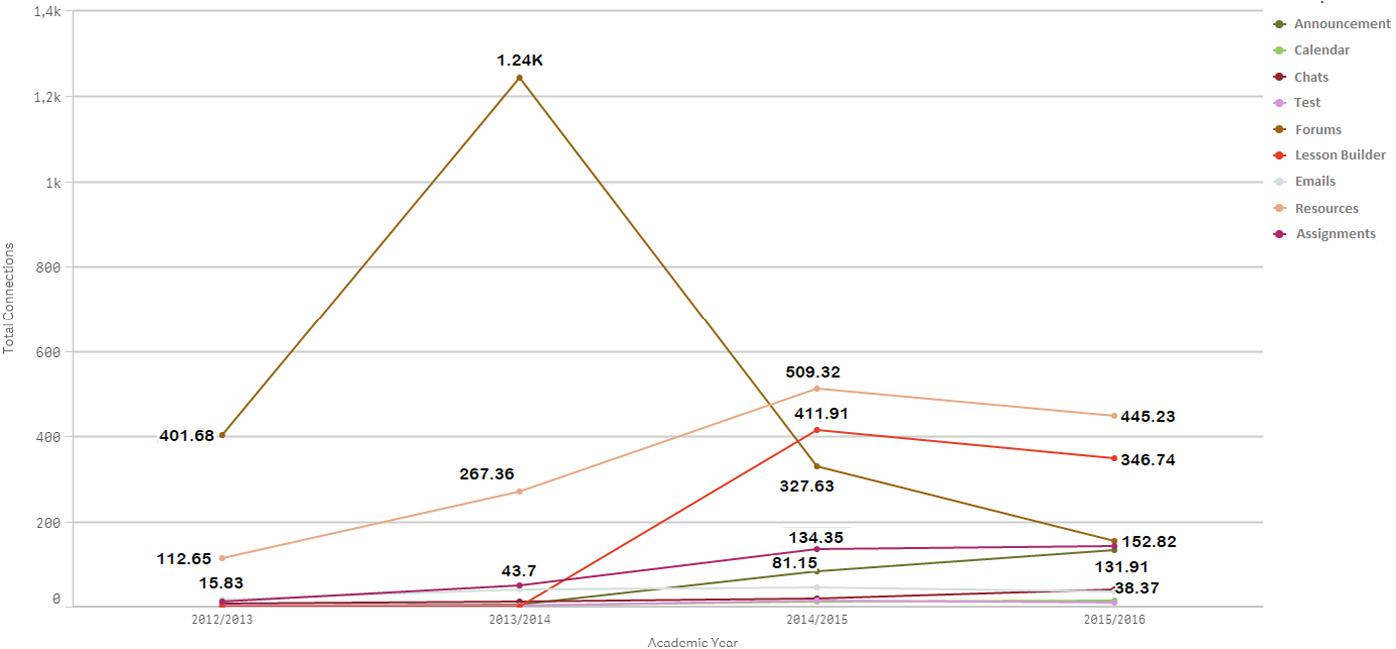 1,4k
1,2k
1k
800
600
400
200
0
Total Connections
1.24K
401.68
509.32
411.91
445.23
346.74
267.36
327.63
112.65
134.35
152.82
81.15
131.91
15.83
43.7
38.37
2012/2013
2013/2014
2014/2015
2015/2016
Academic Year
Announcement
Calendar
Chats
Test
Forums
Lesson Builder
Emails
Resources
Assignments